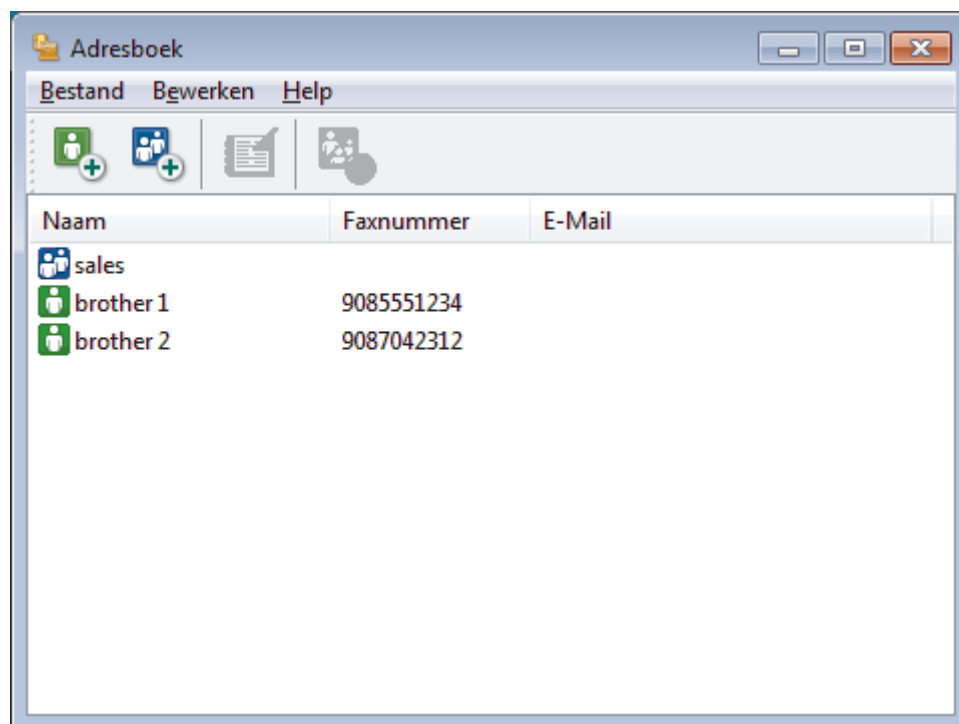 Adresboek
Bestand Bewerken Help
Naam Faxnummer E-Mail
sales
brother 1 9085551234
brother 2 9087042312